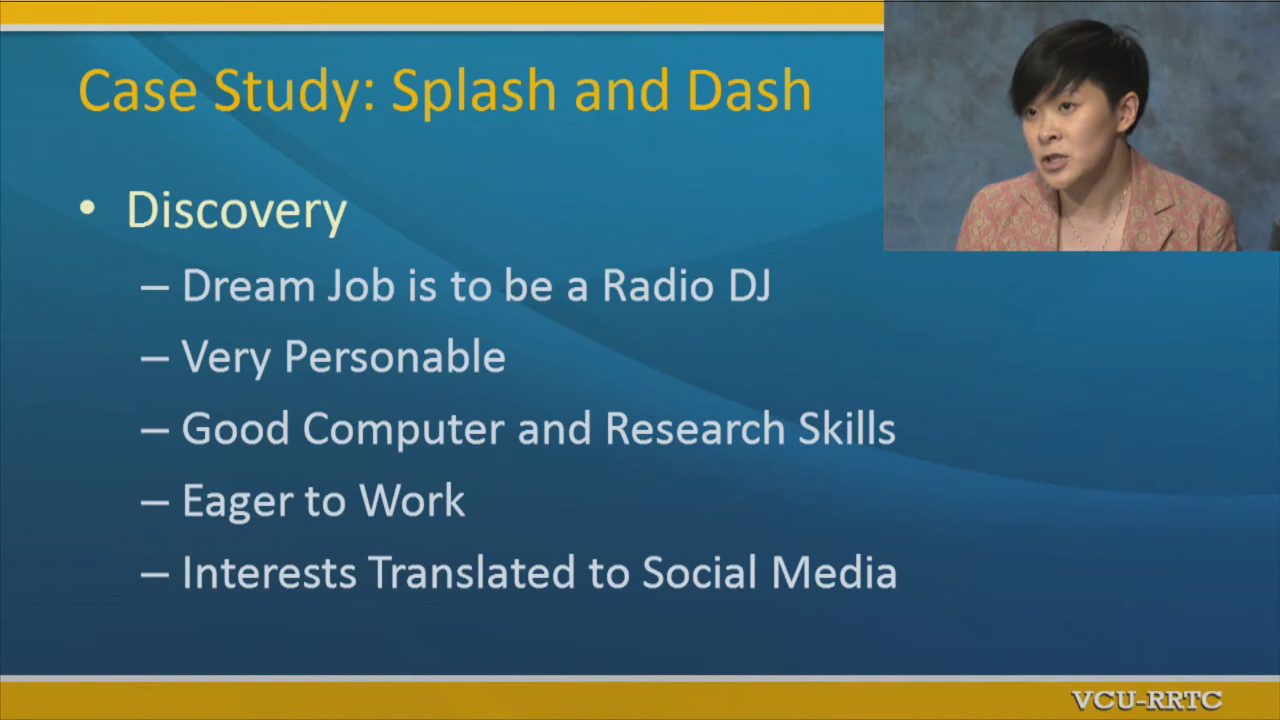 Case Study: Splash and Dash
• Discovery
– Dream Job is to be a Radio DJ
– Very Personable
– Good Computer and Research Skills
– Eager to Work
– Interests Translated to Social Media
VCU-RRTC